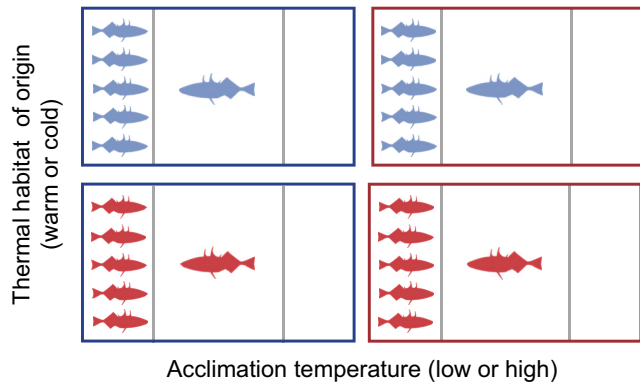 Thermal habitat of origin
(warm or cold)
Acclimation temperature (low or high)